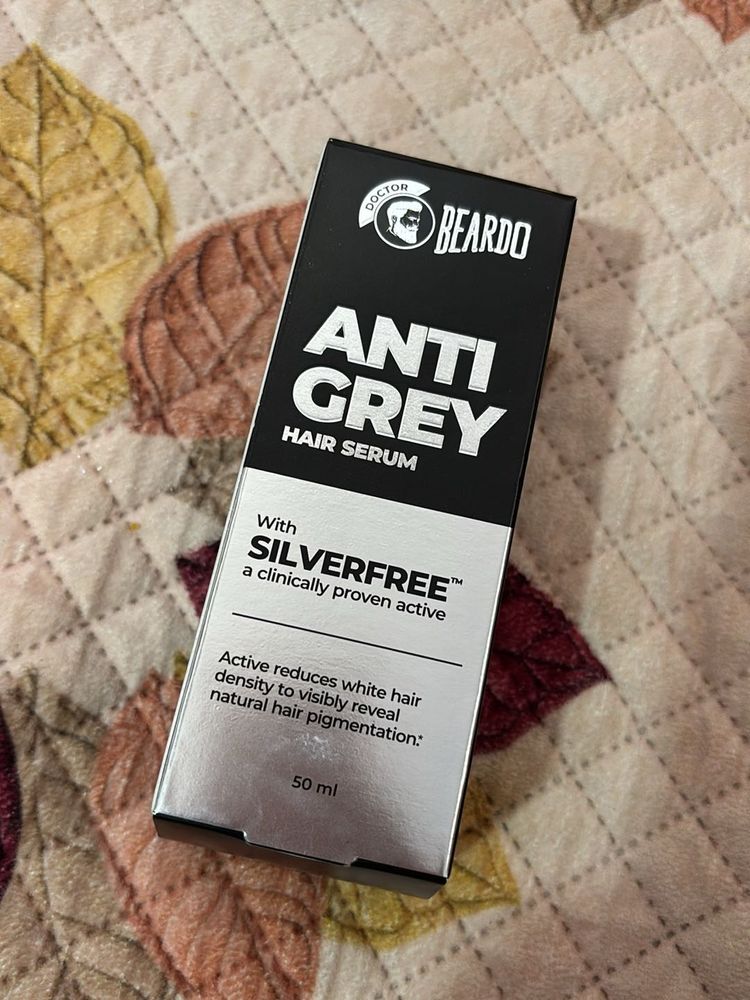 DOCTOR
BEARDO
ANTI
GREY
HAIR SERUM
With
SILVERFREE™
a clinically proven active
Active reduces white hair
density to visibly reveal
natural hair pigmentation.*
50 ml